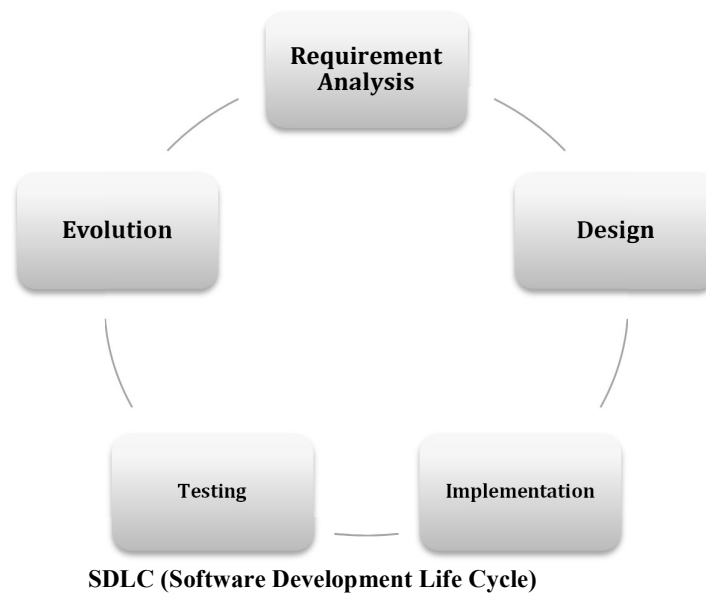 Requirement
Analysis
Design
Implementation
Testing
Evolution
SDLC (Software Development Life Cycle)